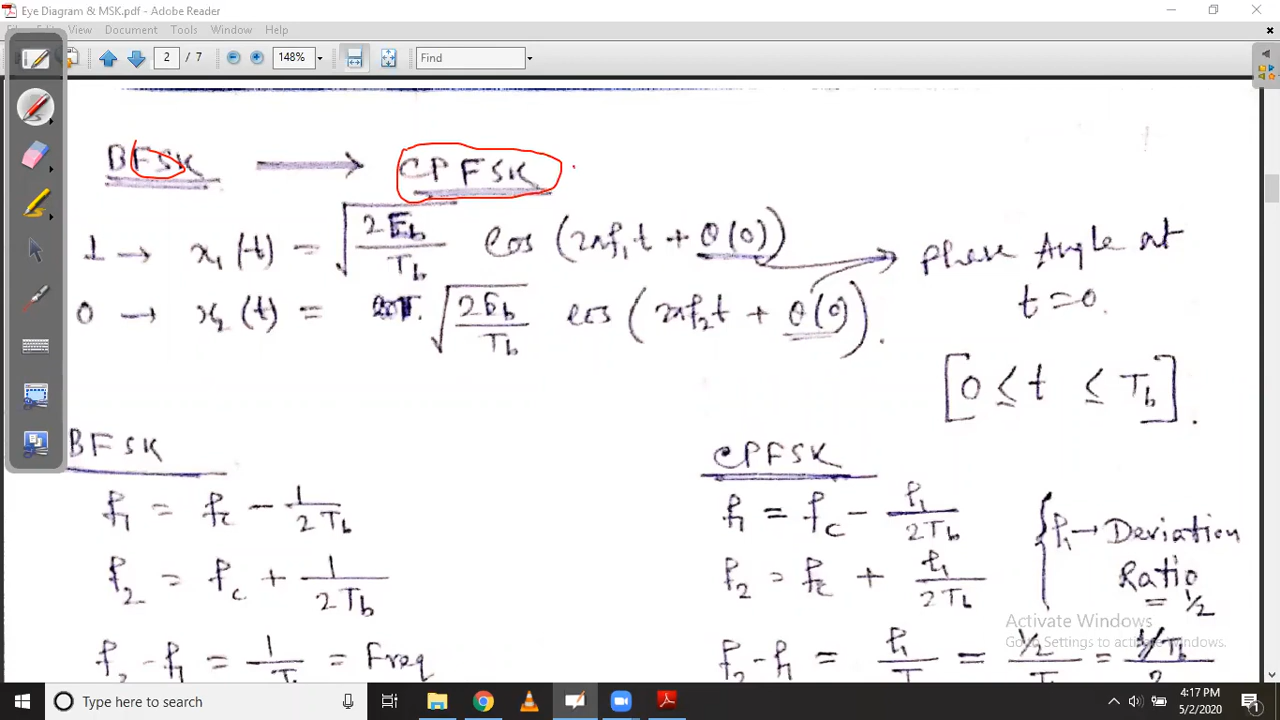 Eye Diagram & MSK.pdf - Adobe Reader
View Document Tools Window Help
2 / 7 148% Find
BFSK → CPFSK
1 → x₁(t) = √(2Eb/Tb) cos(2πf₁t + θ(0)) → phase Angle at
t=0.
0 → x₂(t) = √(2Eb/Tb) cos(2πf₂t + θ(0)).
[0 ≤ t ≤ Tb].
BFSK
f₁ = fc - 1/2Tb
f₂ = fc + 1/2Tb
f₂ - f₁ = 1/T = Freq
CPFSK
f₁ = fc - h/2Tb
f₂ = fc + h/2Tb
{ h → Deviation
Ratio
= 1/2
f₂ - f₁ = h/T = 1/2/T =
Activate Windows
Go to Settings to activate Windows.
Type here to search
4:17 PM
5/2/2020